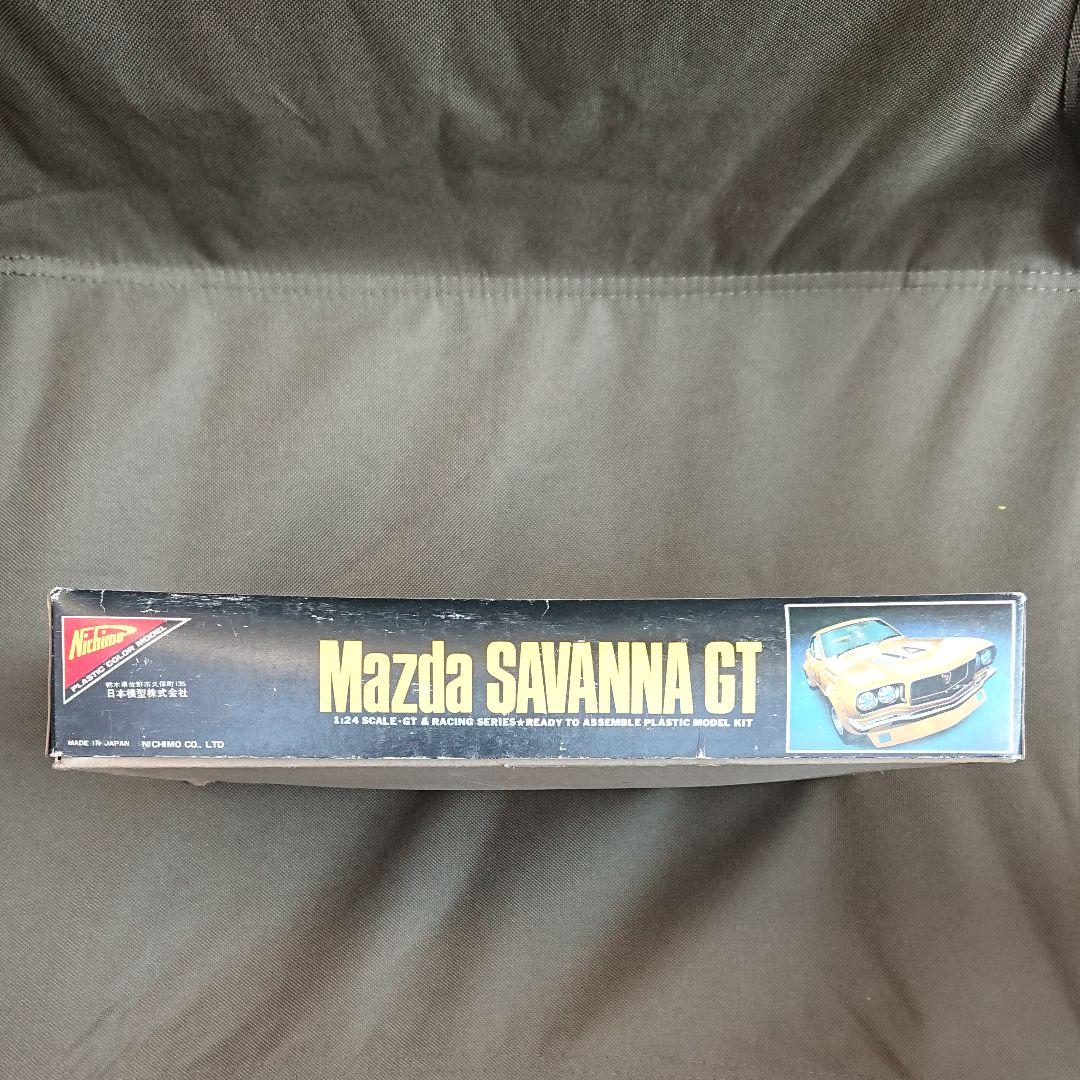 Nichimo
PLASTIC COLOR MODEL
栃木県佐野市久保町135
日本模型株式会社
MADE IN JAPAN NICHIMO CO., LTD
Mazda SAVANNA GT
1:24 SCALE・GT & RACING SERIES★READY TO ASSEMBLE PLASTIC MODEL KIT
14